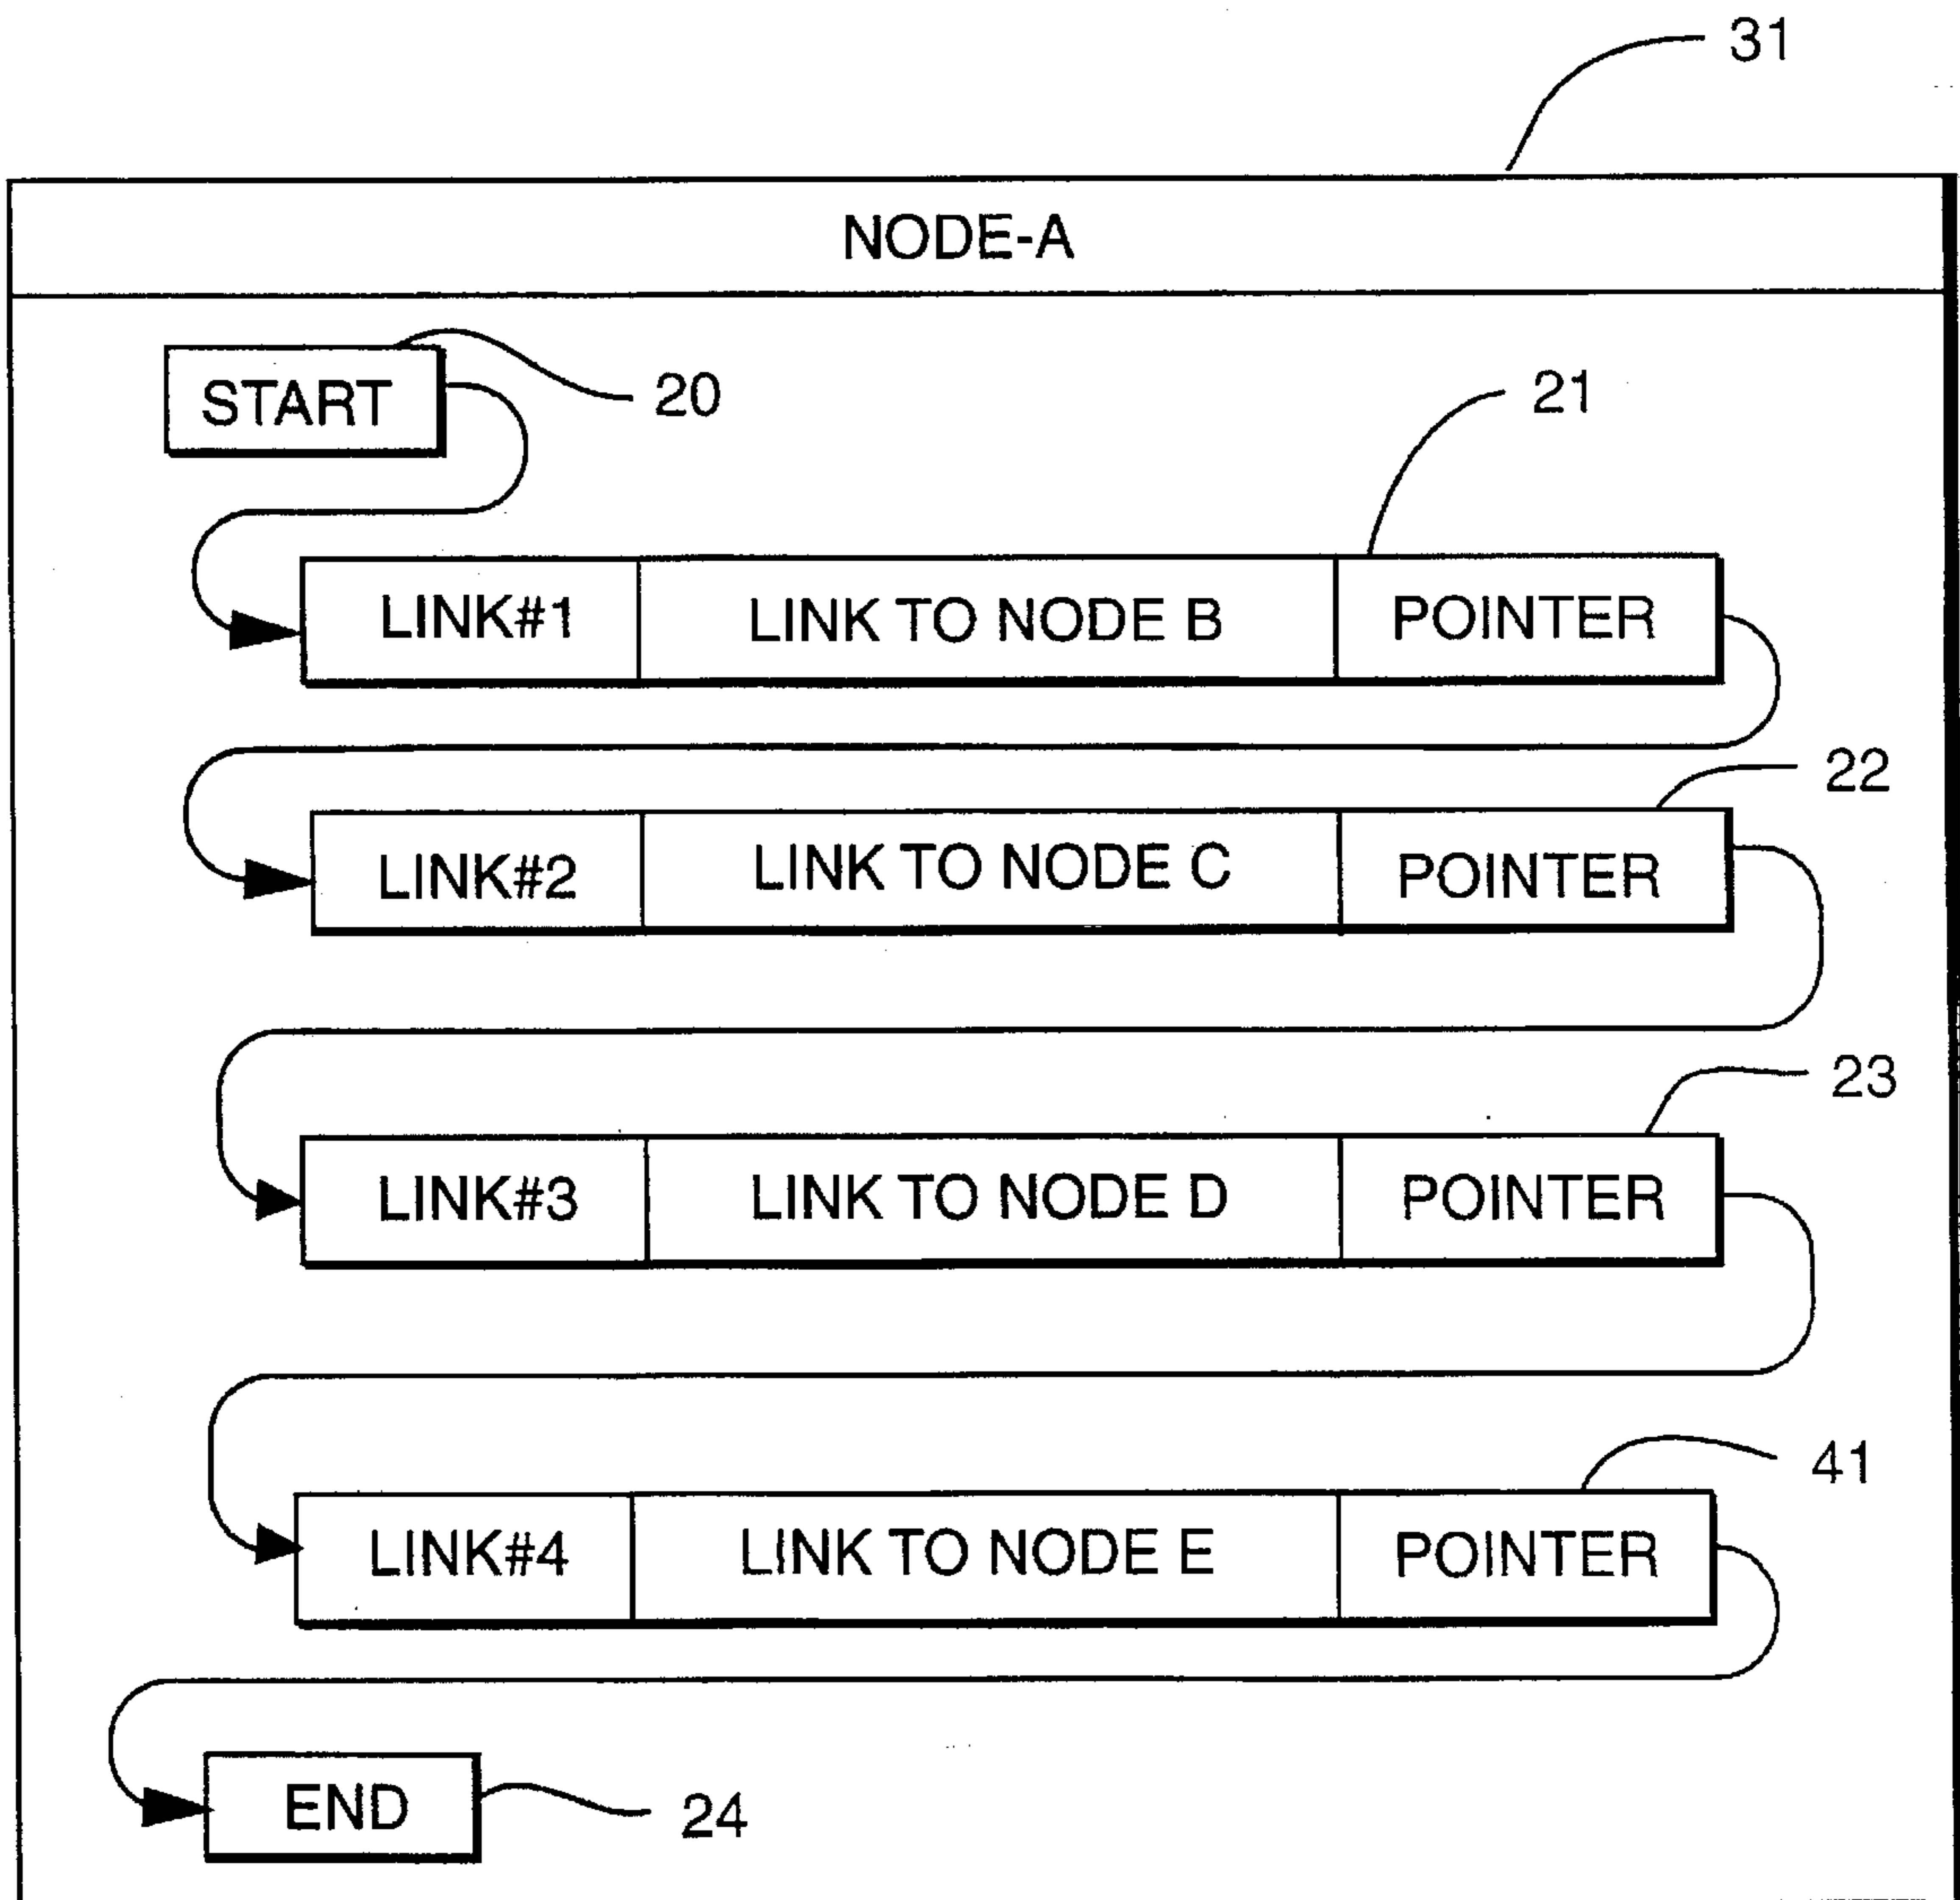 31
NODE-A
START
20
21
LINK#1 LINK TO NODE B POINTER
22
LINK#2 LINK TO NODE C POINTER
23
LINK#3 LINK TO NODE D POINTER
41
LINK#4 LINK TO NODE E POINTER
END
24